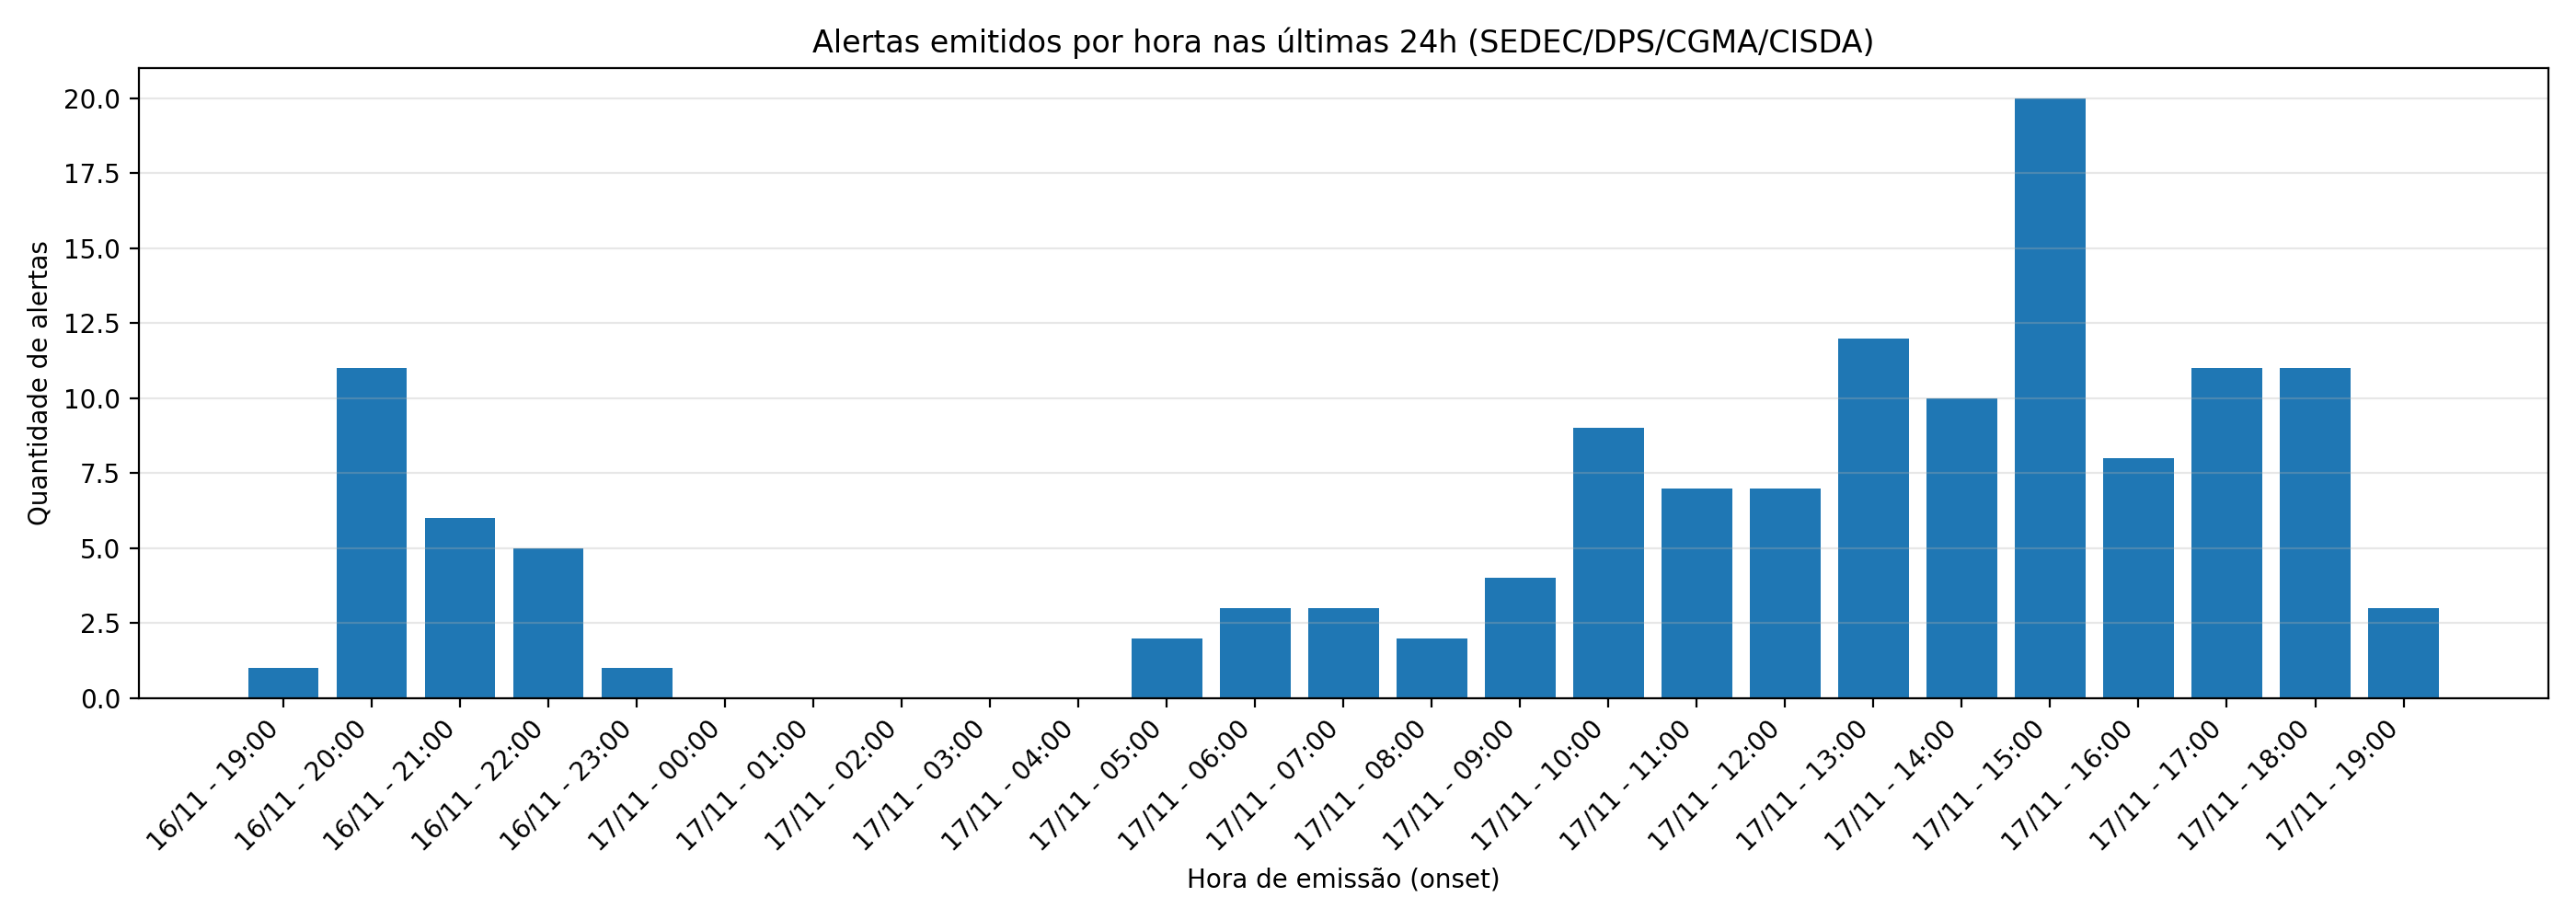 Alertas emitidos por hora nas últimas 24h (SEDEC/DPS/CGMA/CISDA)
Quantidade de alertas
20.0
17.5
15.0
12.5
10.0
7.5
5.0
2.5
0.0
16/11 - 19:00
16/11 - 20:00
16/11 - 21:00
16/11 - 22:00
16/11 - 23:00
17/11 - 00:00
17/11 - 01:00
17/11 - 02:00
17/11 - 03:00
17/11 - 04:00
17/11 - 05:00
17/11 - 06:00
17/11 - 07:00
17/11 - 08:00
17/11 - 09:00
17/11 - 10:00
17/11 - 11:00
17/11 - 12:00
17/11 - 13:00
17/11 - 14:00
17/11 - 15:00
17/11 - 16:00
17/11 - 17:00
17/11 - 18:00
17/11 - 19:00
Hora de emissão (onset)